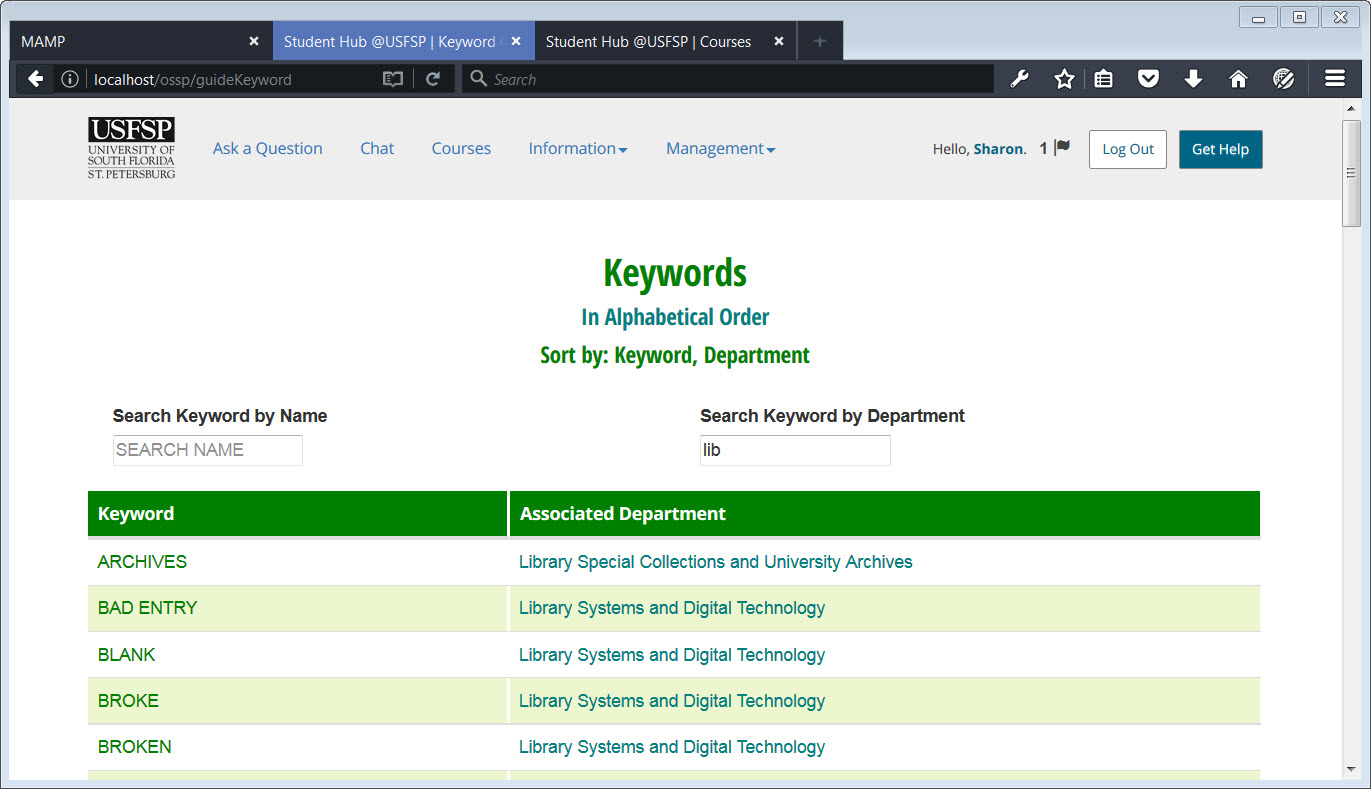 MAMP
Student Hub @USFSP | Keyword
Student Hub @USFSP | Courses
localhost/ossp/guideKeyword
Search
USFSP
UNIVERSITY OF
SOUTH FLORIDA
ST. PETERSBURG
Ask a Question Chat Courses Information Management Hello, Sharon. 1 Log Out Get Help
Keywords
In Alphabetical Order
Sort by: Keyword, Department
Search Keyword by Name
SEARCH NAME
Search Keyword by Department
lib
Keyword Associated Department
ARCHIVES Library Special Collections and University Archives
BAD ENTRY Library Systems and Digital Technology
BLANK Library Systems and Digital Technology
BROKE Library Systems and Digital Technology
BROKEN Library Systems and Digital Technology